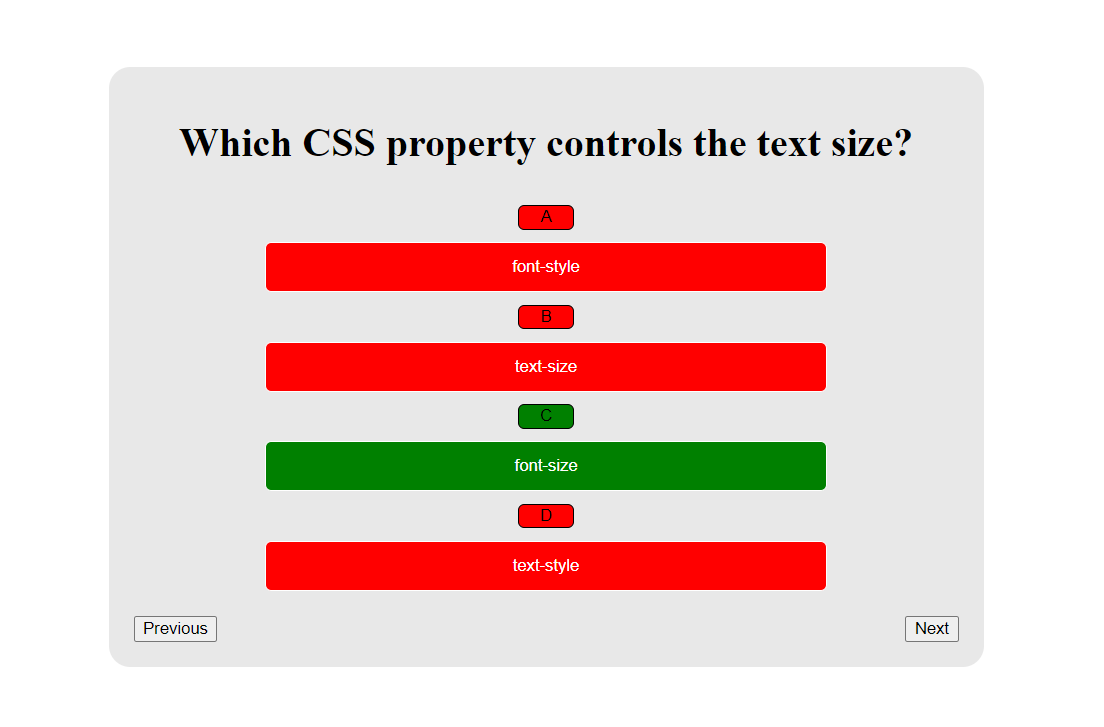 Which CSS property controls the text size?
A
font-style
B
text-size
C
font-size
D
text-style
Previous
Next